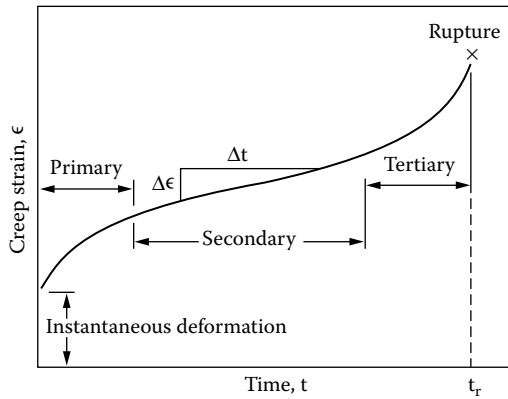 Rupture
×
Primary
Δt
Δϵ
Tertiary
Secondary
Instantaneous deformation
Creep strain, ϵ
Time, t
tᵣ